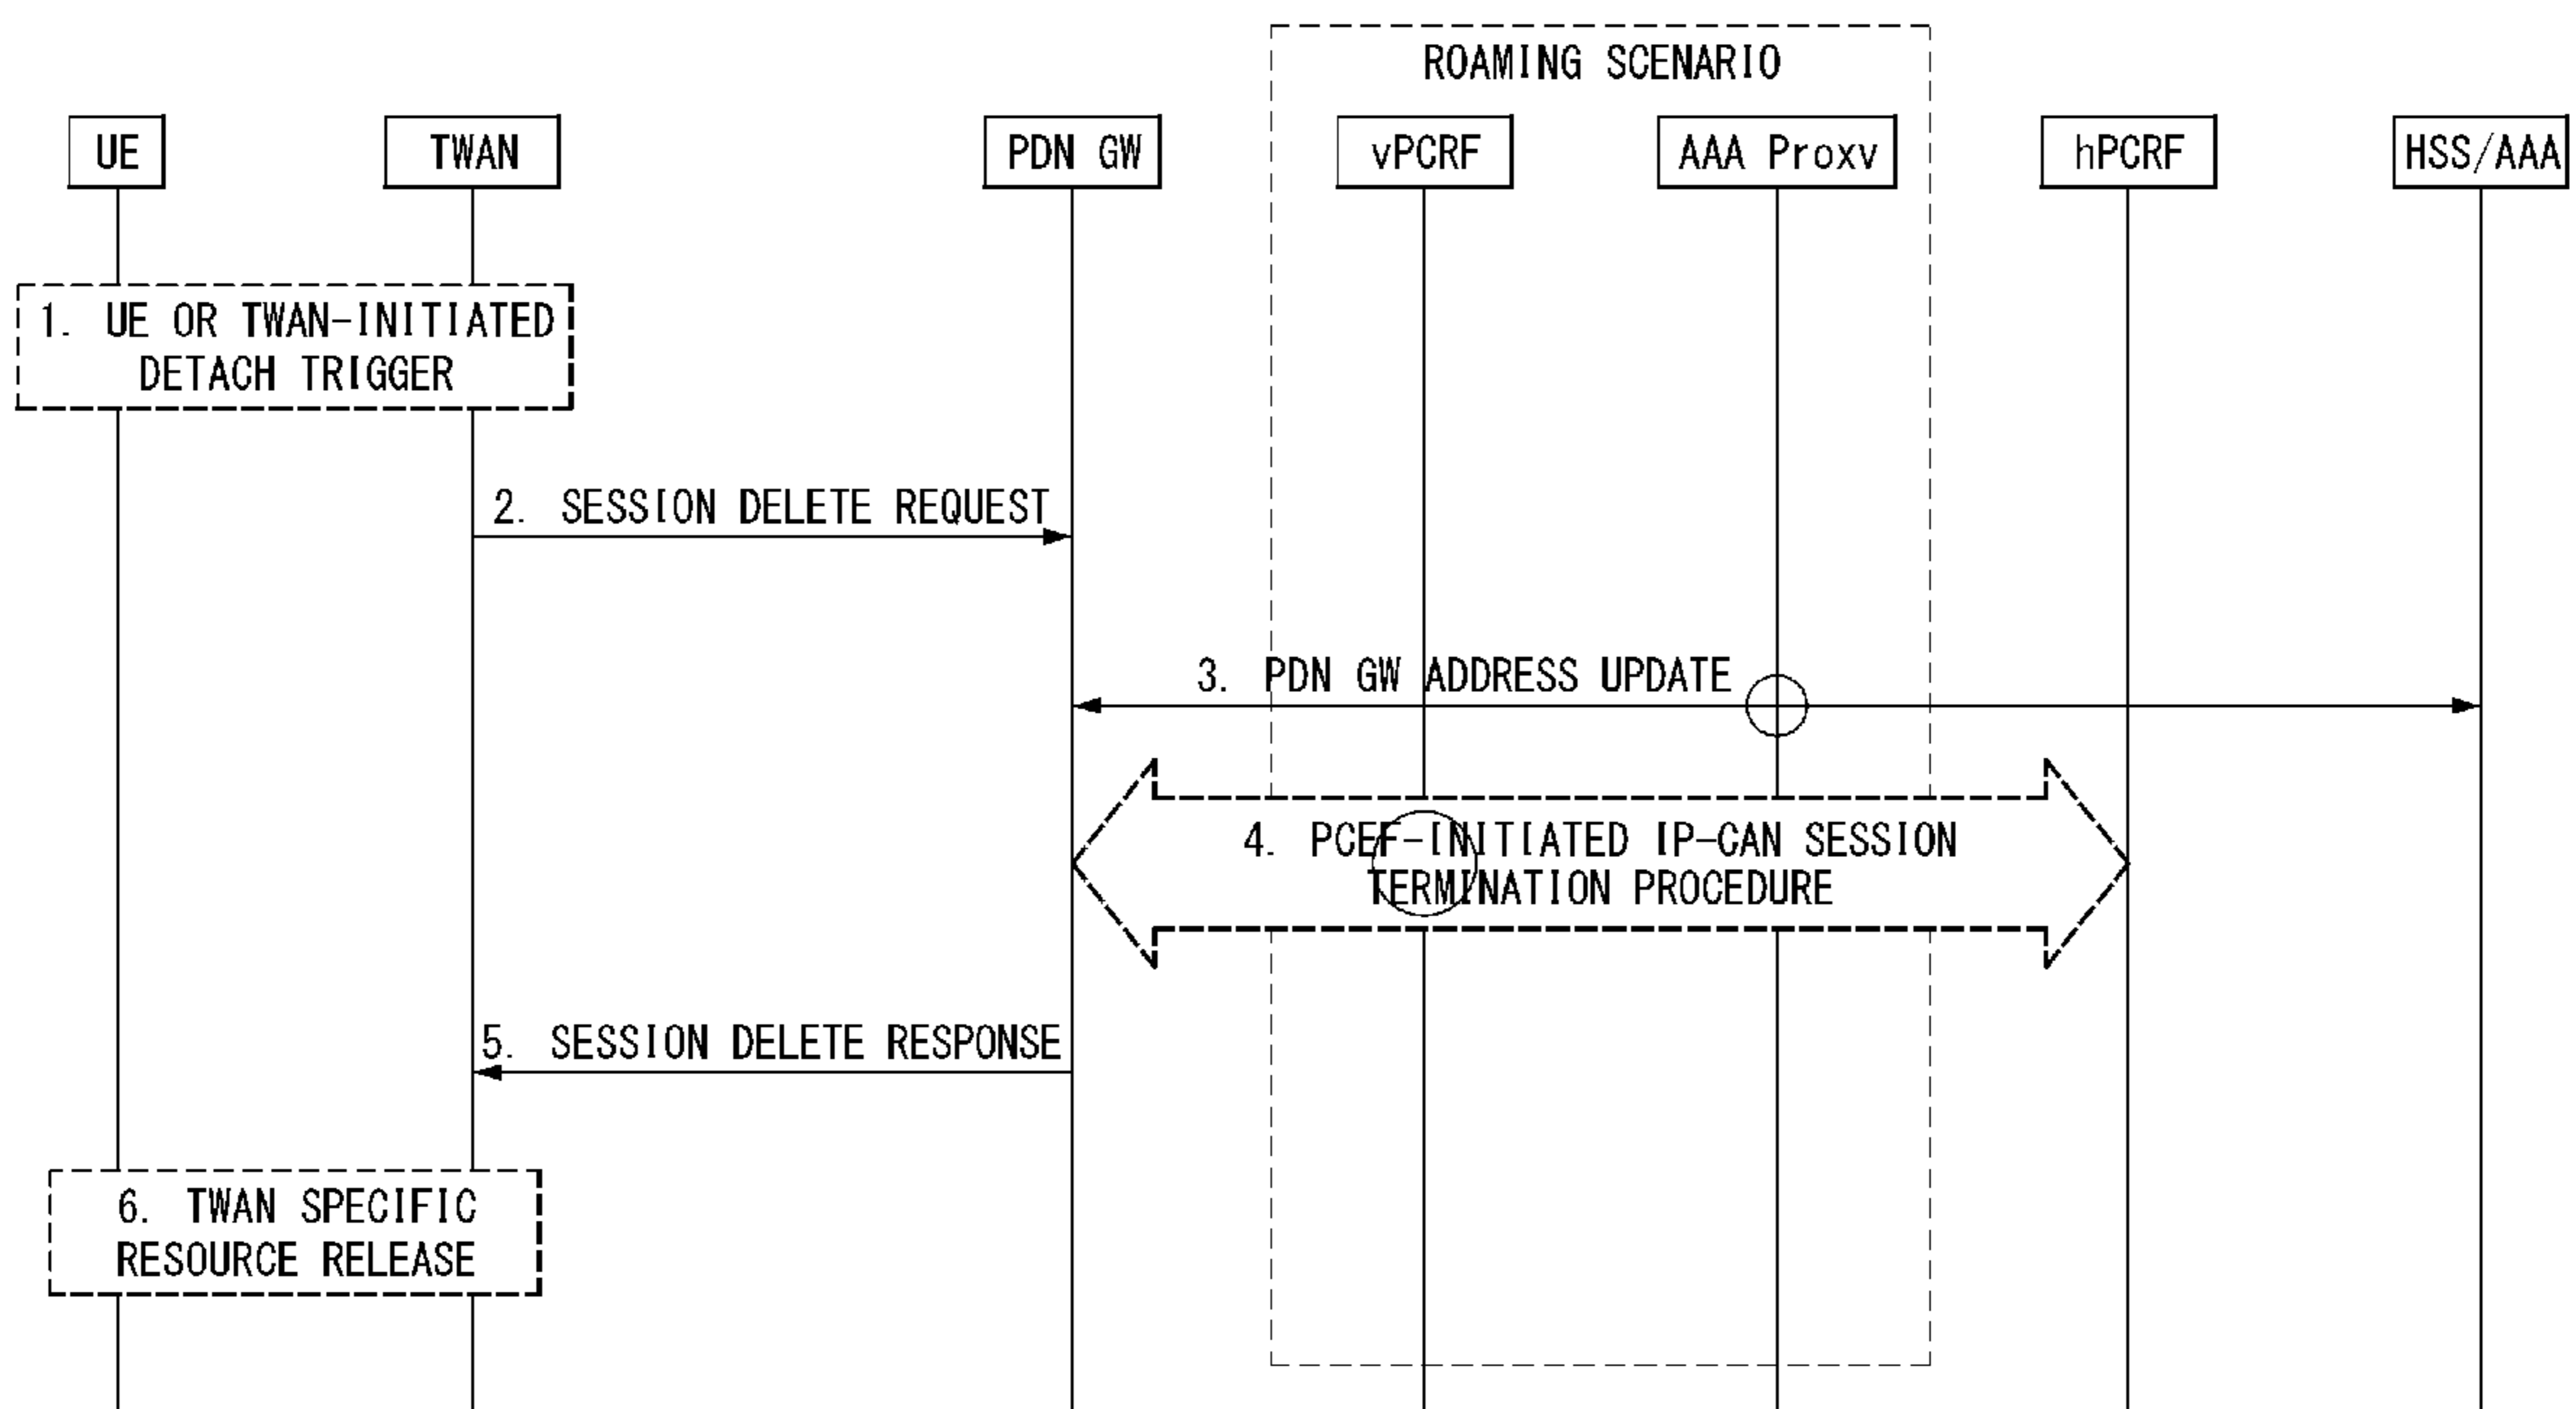 ROAMING SCENARIO
UE
TWAN
PDN GW
vPCRF
AAA Proxv
hPCRF
HSS/AAA
1. UE OR TWAN-INITIATED
DETACH TRIGGER
2. SESSION DELETE REQUEST
3. PDN GW ADDRESS UPDATE
4. PCEF-INITIATED IP-CAN SESSION
TERMINATION PROCEDURE
5. SESSION DELETE RESPONSE
6. TWAN SPECIFIC
RESOURCE RELEASE